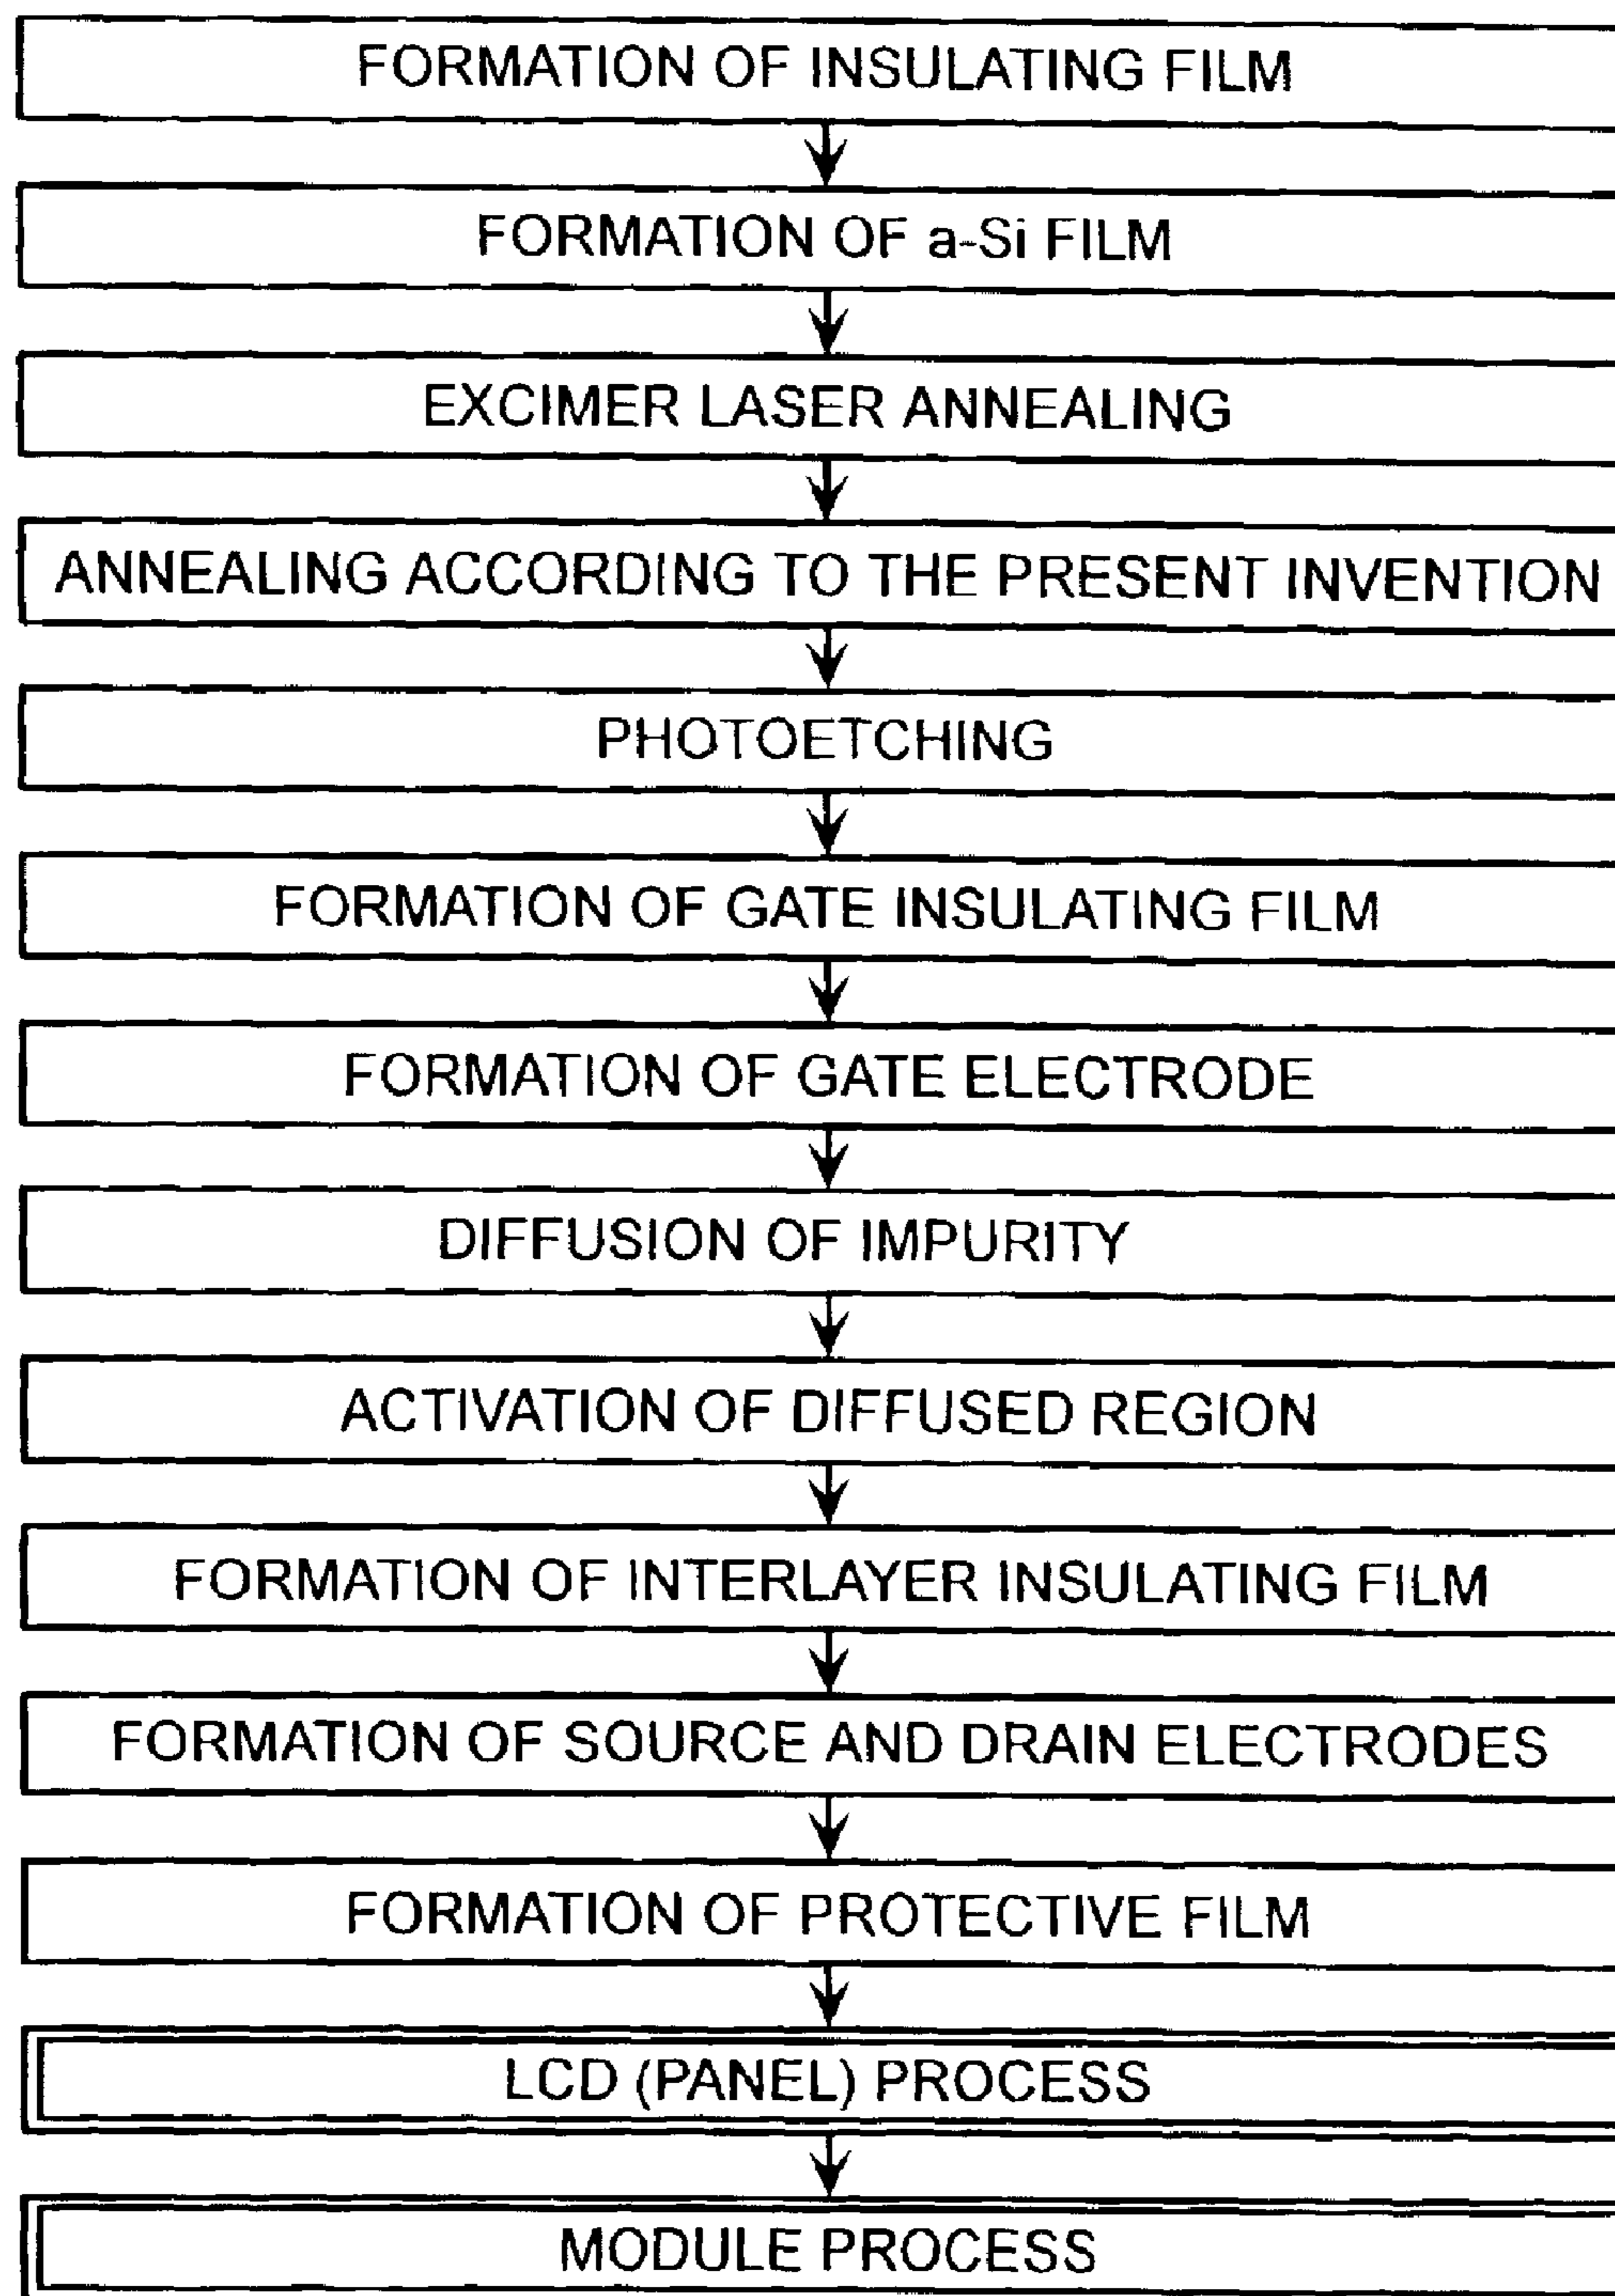 FORMATION OF INSULATING FILM
FORMATION OF a-Si FILM
EXCIMER LASER ANNEALING
ANNEALING ACCORDING TO THE PRESENT INVENTION
PHOTOETCHING
FORMATION OF GATE INSULATING FILM
FORMATION OF GATE ELECTRODE
DIFFUSION OF IMPURITY
ACTIVATION OF DIFFUSED REGION
FORMATION OF INTERLAYER INSULATING FILM
FORMATION OF SOURCE AND DRAIN ELECTRODES
FORMATION OF PROTECTIVE FILM
LCD (PANEL) PROCESS
MODULE PROCESS